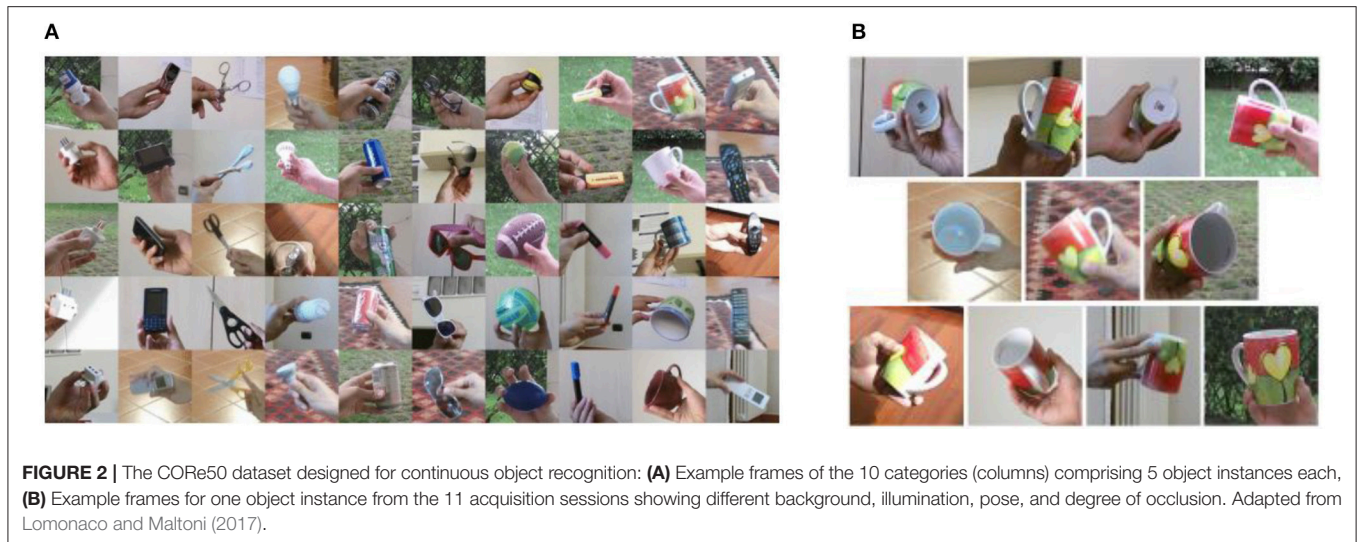 A
B
FIGURE 2 | The CORe50 dataset designed for continuous object recognition: (A) Example frames of the 10 categories (columns) comprising 5 object instances each,
(B) Example frames for one object instance from the 11 acquisition sessions showing different background, illumination, pose, and degree of occlusion. Adapted from
Lomonaco and Maltoni (2017).